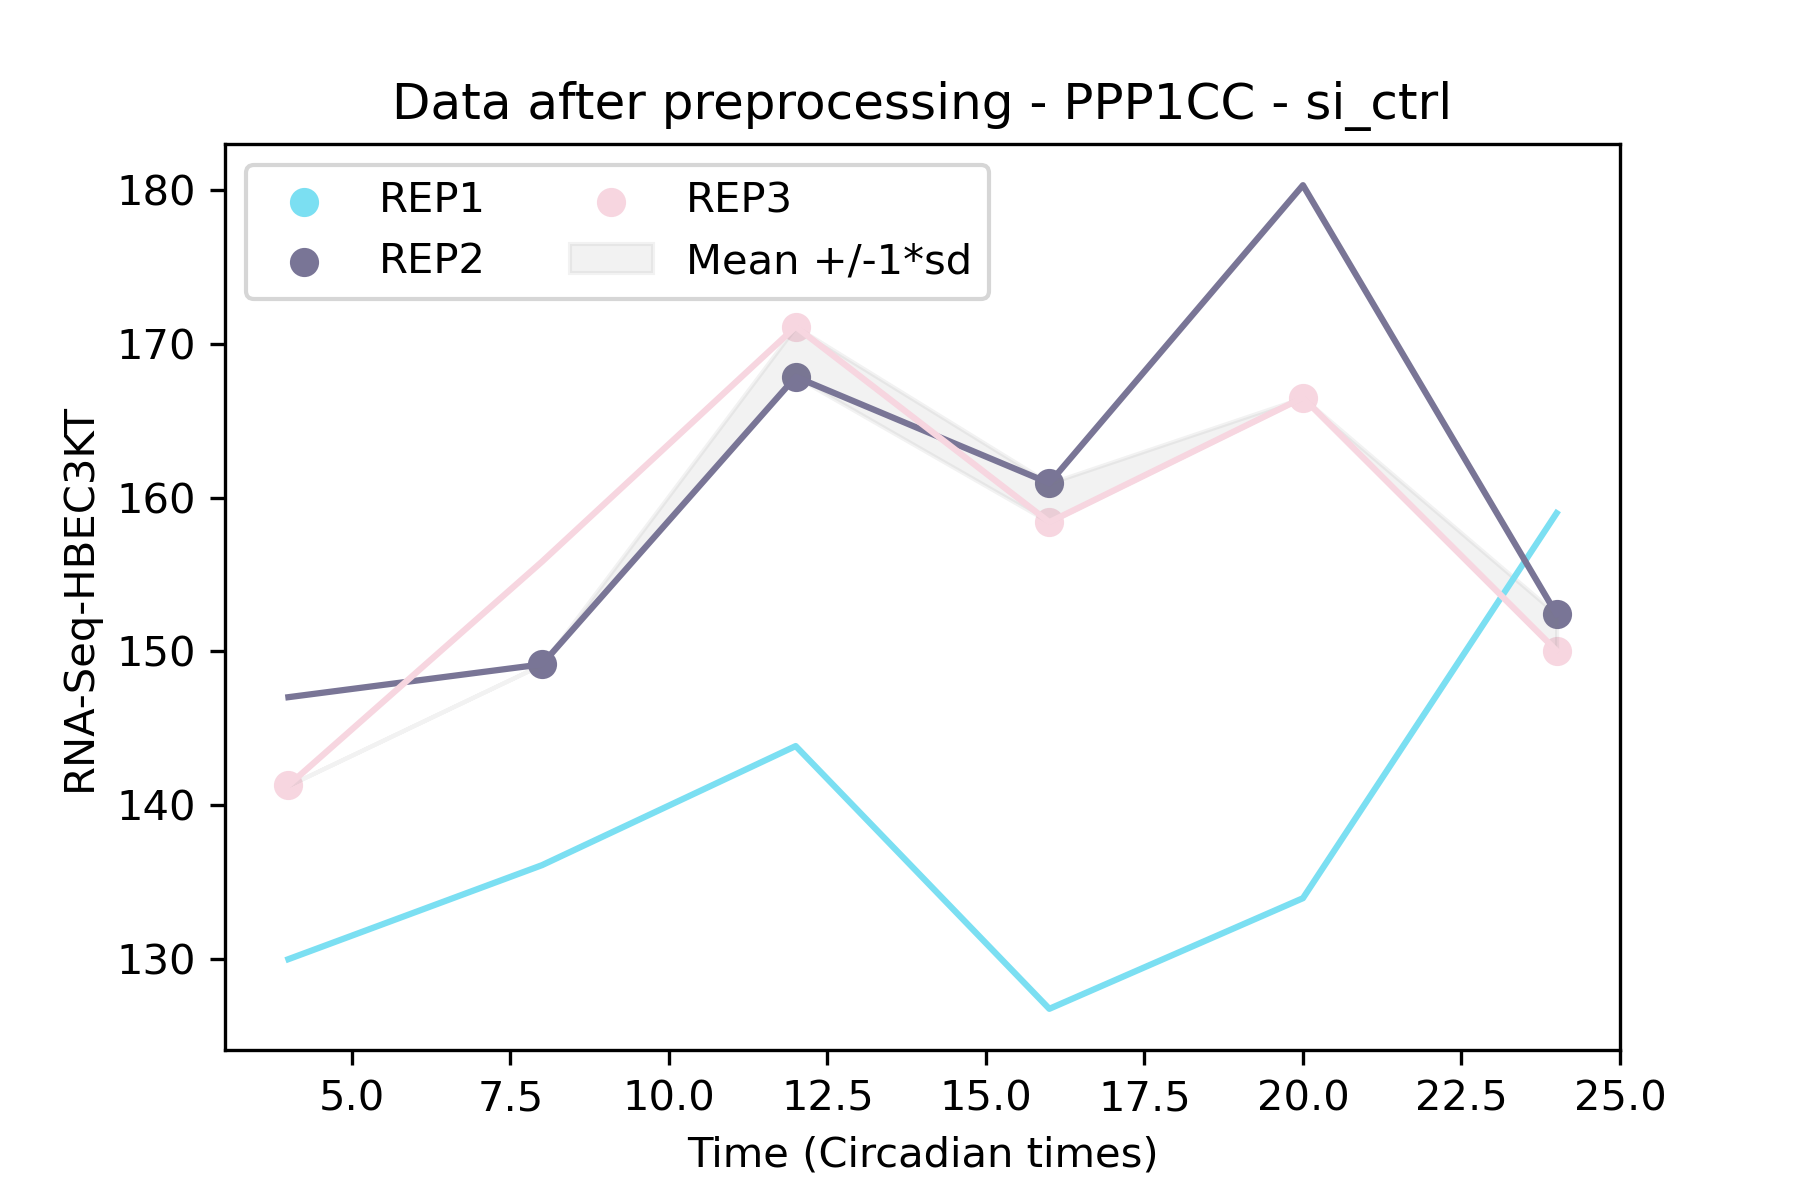 Data after preprocessing - PPP1CC - si_ctrl
REP1
REP2
REP3
Mean +/-1*sd
RNA-Seq-HBEC3KT
180
170
160
150
140
130
5.0 7.5 10.0 12.5 15.0 17.5 20.0 22.5 25.0
Time (Circadian times)